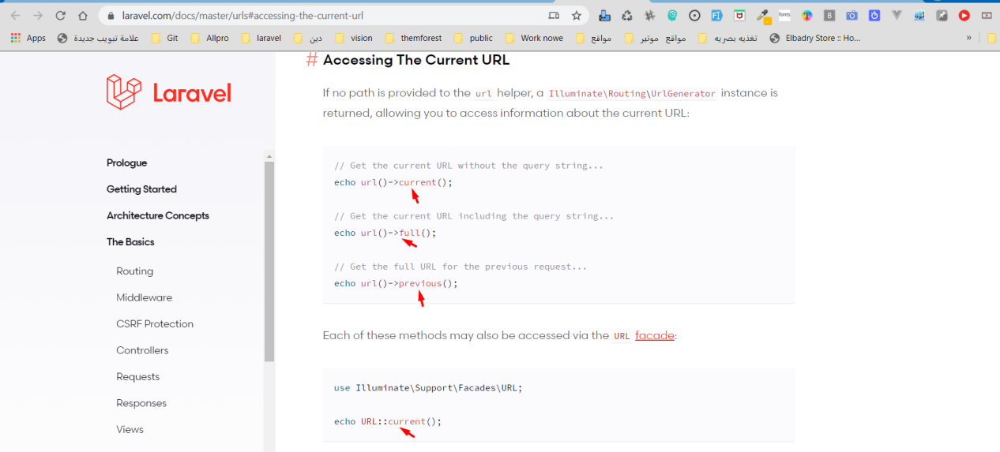 laravel.com/docs/master/urls#accessing-the-current-url
Apps
علامة تبويب جديدة
Git
Allpro
laravel
دين
vision
themforest
public
Work nowe
مواقع
مواقع موتير
تغذيه بصريه
Elbadry Store :: Ho...
»
Laravel
Prologue
Getting Started
Architecture Concepts
The Basics
Routing
Middleware
CSRF Protection
Controllers
Requests
Responses
Views
# Accessing The Current URL
If no path is provided to the url helper, a Illuminate\Routing\UrlGenerator instance is
returned, allowing you to access information about the current URL:
// Get the current URL without the query string...
echo url()->current();
// Get the current URL including the query string...
echo url()->full();
// Get the full URL for the previous request...
echo url()->previous();
Each of these methods may also be accessed via the URL facade:
use Illuminate\Support\Facades\URL;
echo URL::current();